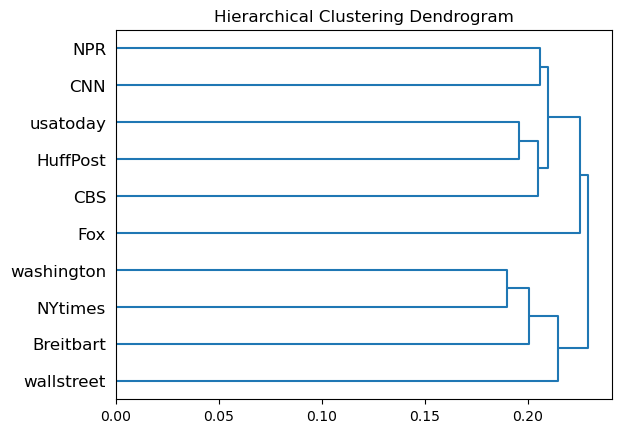 Hierarchical Clustering Dendrogram
NPR
CNN
usatoday
HuffPost
CBS
Fox
washington
NYtimes
Breitbart
wallstreet
0.00 0.05 0.10 0.15 0.20